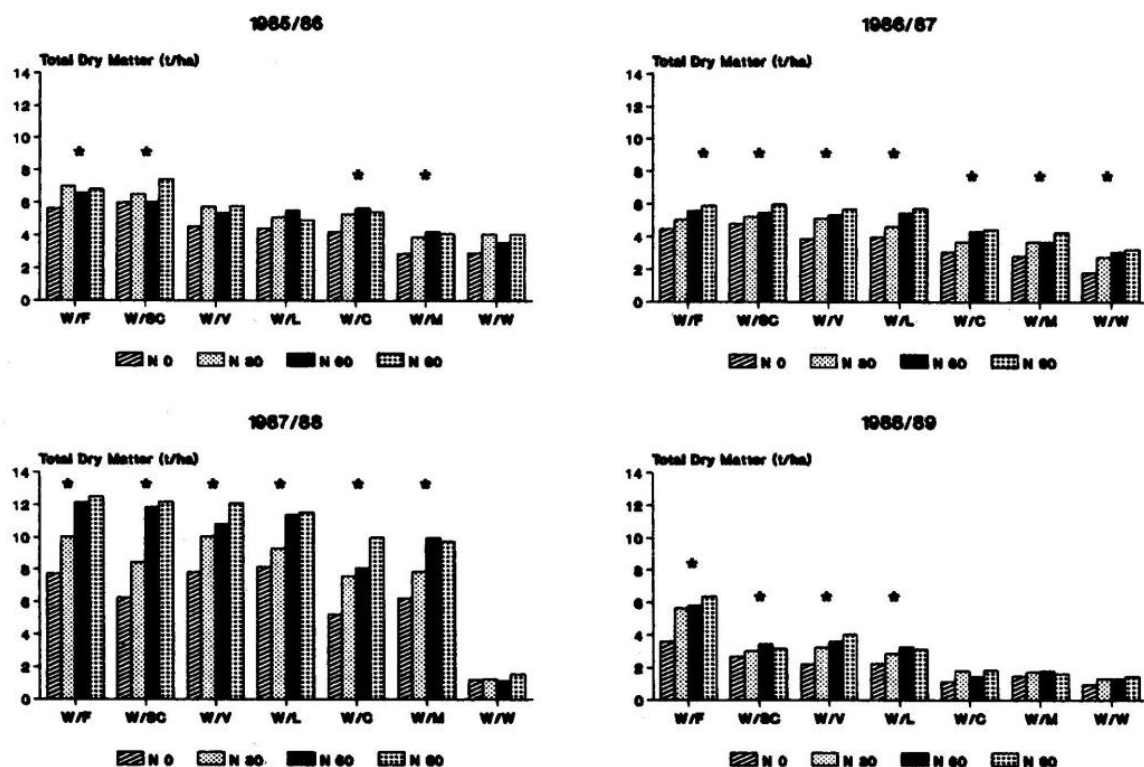 1985/86
Total Dry Matter (t/ha)
14
12
10
8
6
4
2
0
* * * *
W/F W/SC W/V W/L W/C W/M W/W
N 0 N 30 N 60 N 90
1986/87
Total Dry Matter (t/ha)
14
12
10
8
6
4
2
0
* * * * * * *
W/F W/SC W/V W/L W/C W/M W/W
N 0 N 30 N 60 N 90
1987/88
Total Dry Matter (t/ha)
14
12
10
8
6
4
2
0
* * * * * *
W/F W/SC W/V W/L W/C W/M W/W
N 0 N 30 N 60 N 90
1988/89
Total Dry Matter (t/ha)
14
12
10
8
6
4
2
0
* * * *
W/F W/SC W/V W/L W/C W/M W/W
N 0 N 30 N 60 N 90